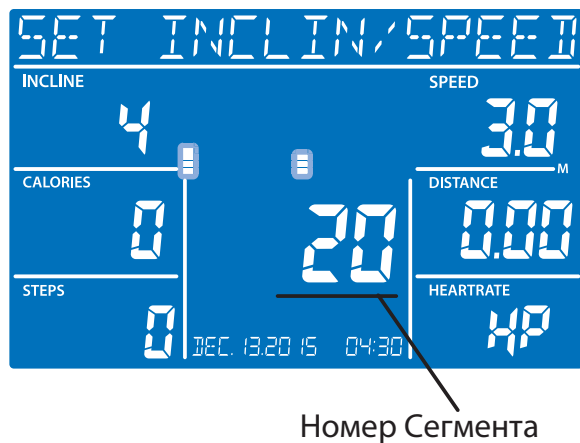 SET INCLIN/SPEED
INCLINE
4
SPEED
3.0
M
CALORIES
0
20
DISTANCE
0.00
STEPS
0
DEC. 13.2015 04:30
HEARTRATE
HP
Номер Сегмента